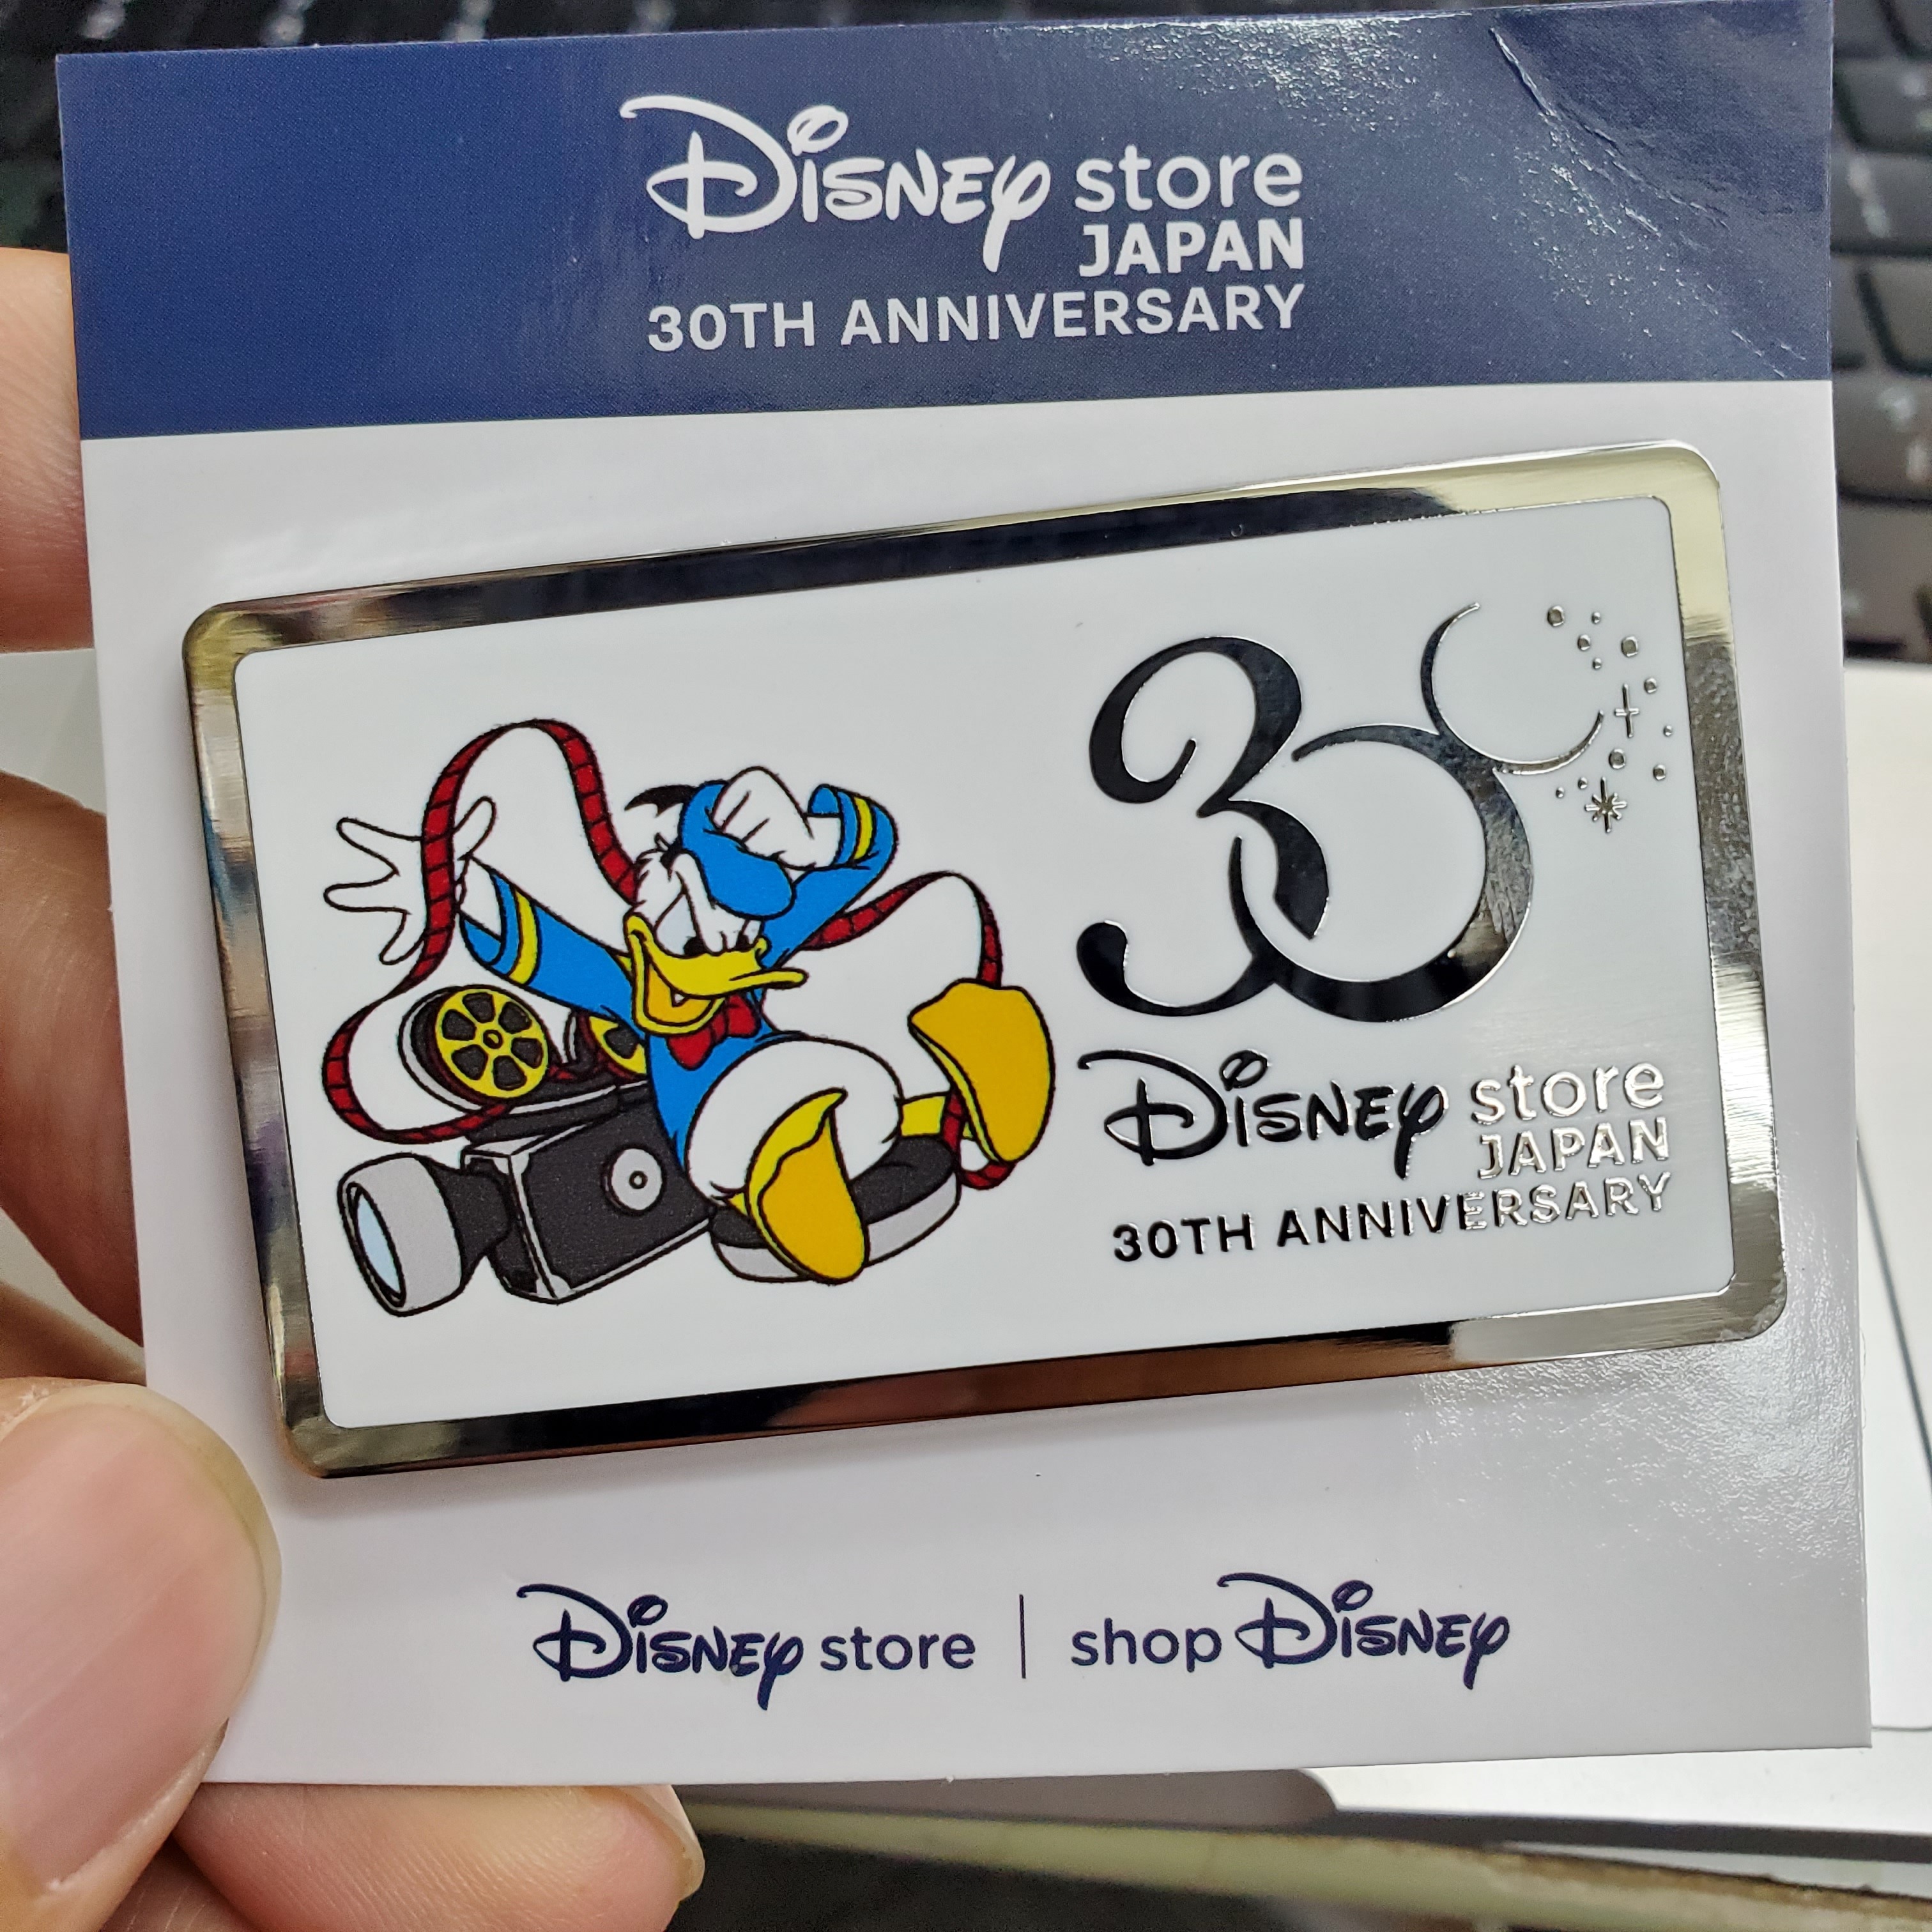 Disney store
JAPAN
30TH ANNIVERSARY
30
Disney store
JAPAN
30TH ANNIVERSARY
Disney store | shop Disney